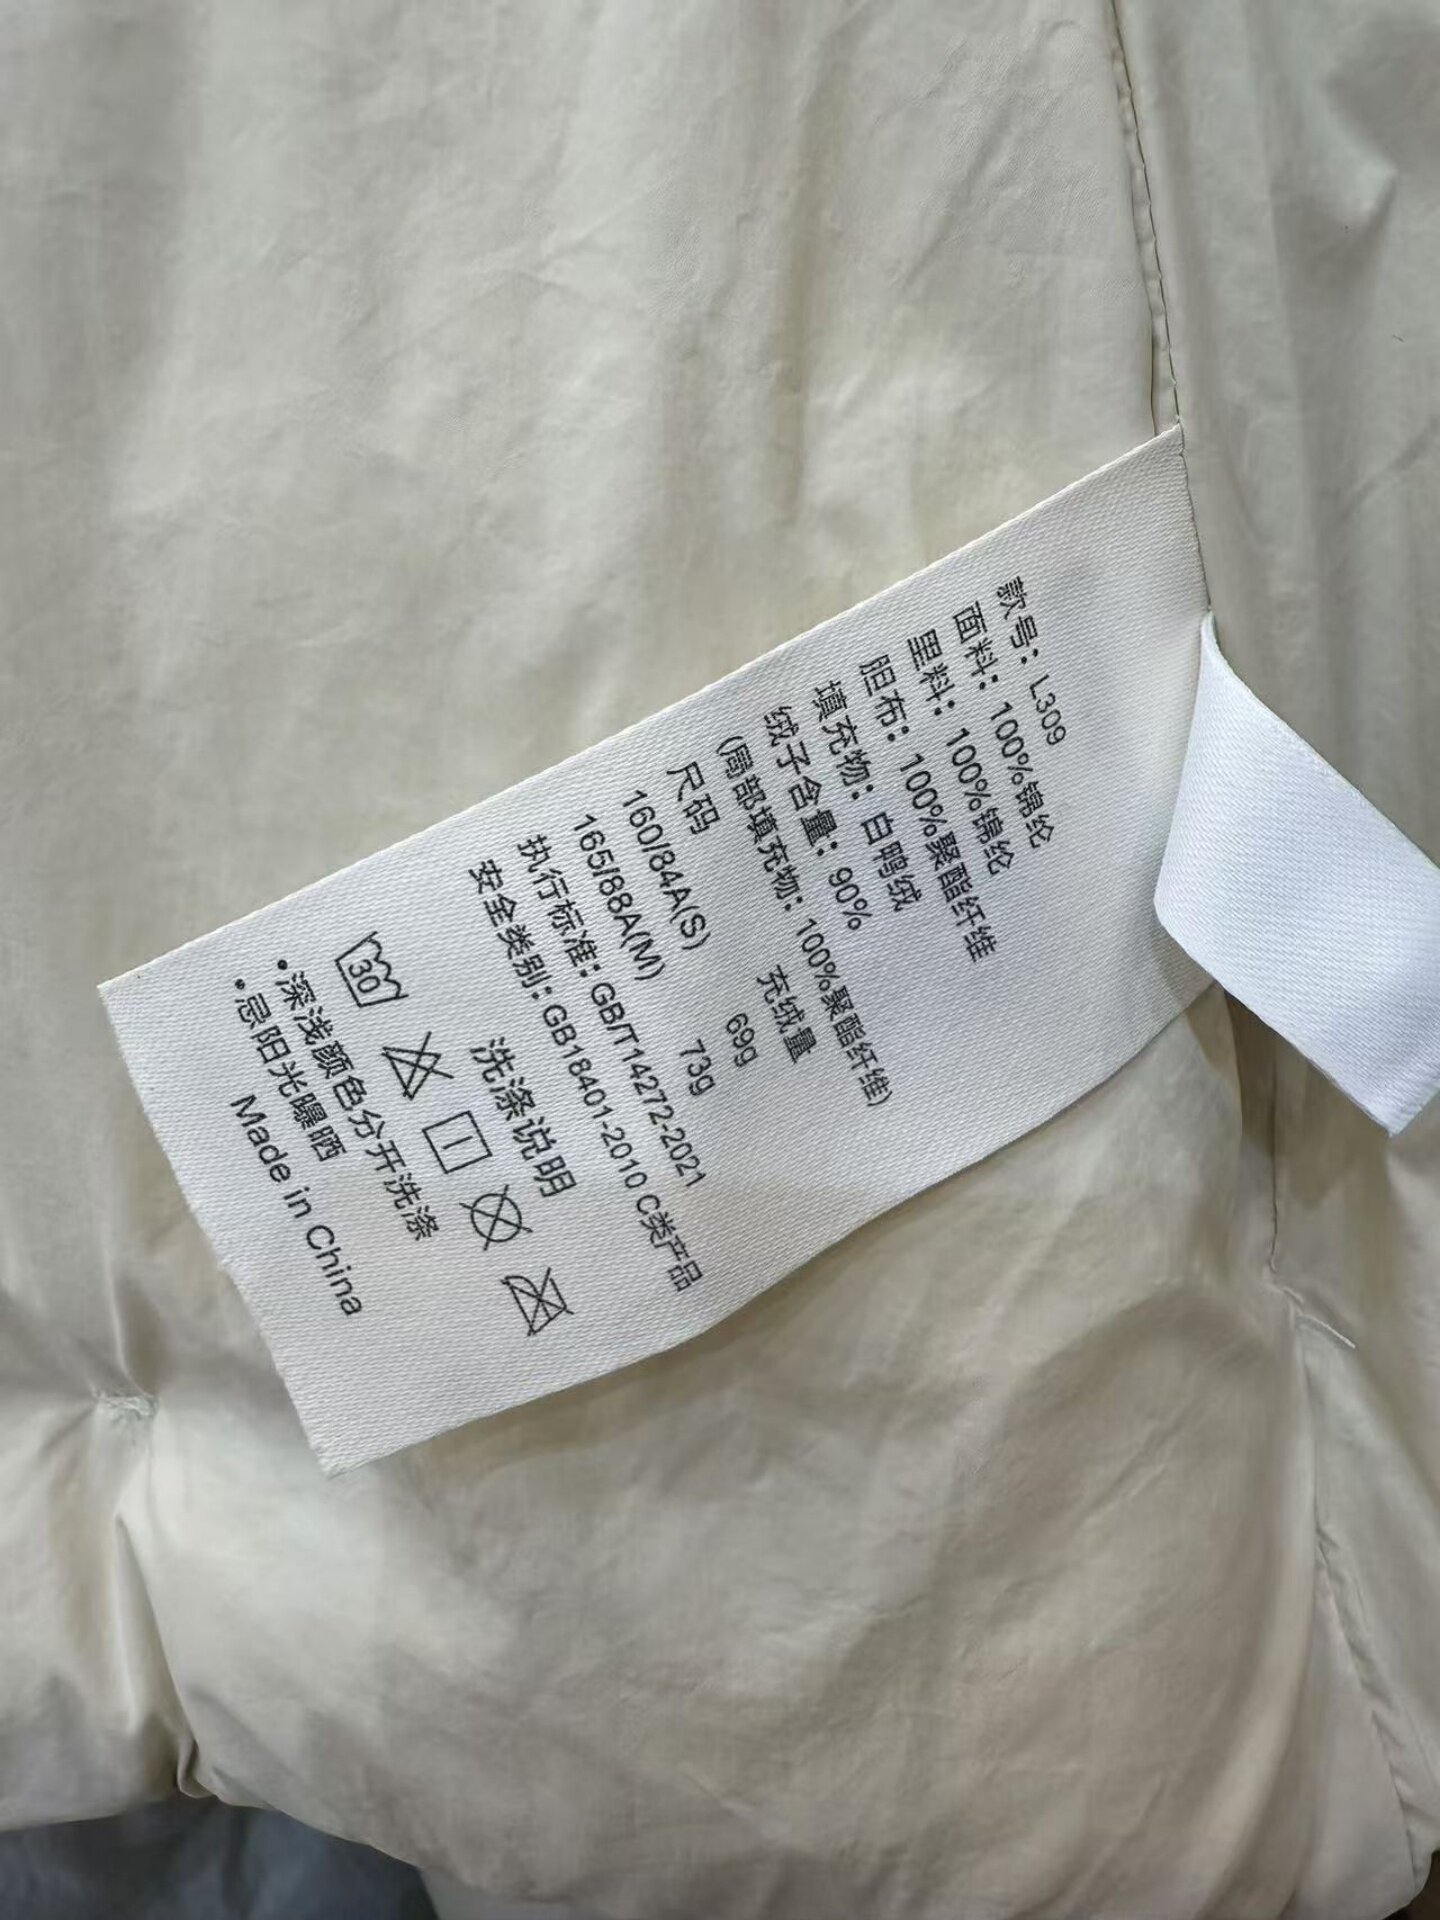 款号：L309
面料：100%锦纶
里料：100%锦纶
胆布：100%聚酯纤维
填充物：白鸭绒
绒子含量：90%
(局部填充物：100%聚酯纤维)
尺码 充绒量
160/84A(S) 69g
165/88A(M) 73g
执行标准：GB/T14272-2021
安全类别：GB18401-2010 C类产品
洗涤说明
30
•深浅颜色分开洗涤
•忌阳光曝晒
Made in China